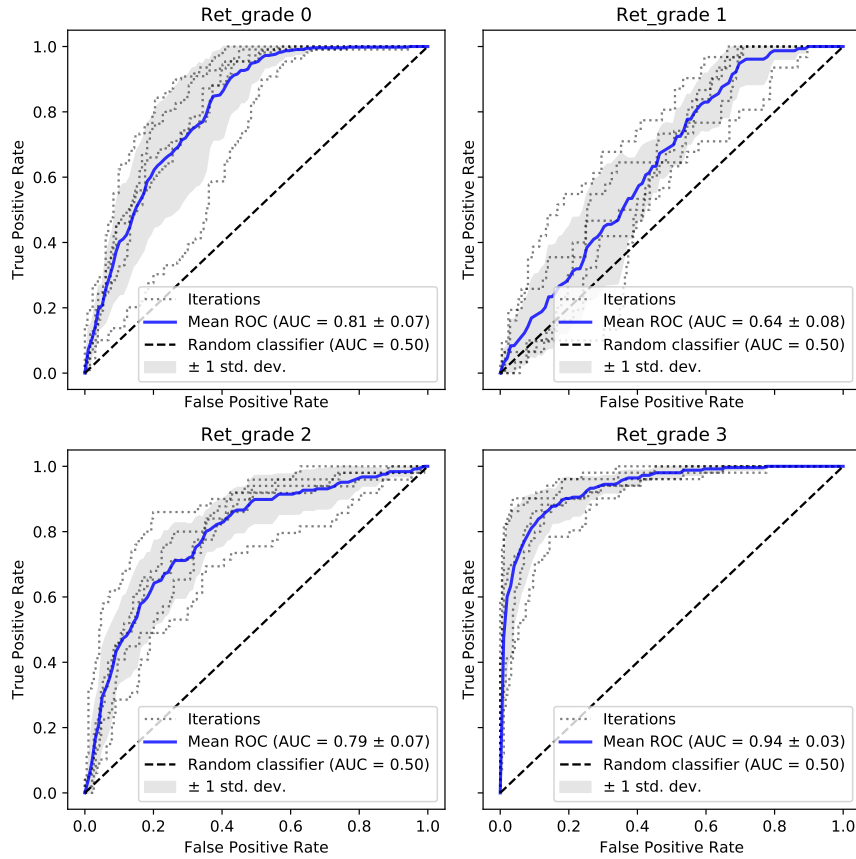 Ret_grade 0
1.0
0.8
0.6
0.4
0.2
0.0
True Positive Rate
Iterations
Mean ROC (AUC = 0.81 ± 0.07)
Random classifier (AUC = 0.50)
± 1 std. dev.
False Positive Rate
Ret_grade 1
True Positive Rate
Iterations
Mean ROC (AUC = 0.64 ± 0.08)
Random classifier (AUC = 0.50)
± 1 std. dev.
False Positive Rate
Ret_grade 2
1.0
0.8
0.6
0.4
0.2
0.0
True Positive Rate
Iterations
Mean ROC (AUC = 0.79 ± 0.07)
Random classifier (AUC = 0.50)
± 1 std. dev.
0.0 0.2 0.4 0.6 0.8 1.0
False Positive Rate
Ret_grade 3
True Positive Rate
Iterations
Mean ROC (AUC = 0.94 ± 0.03)
Random classifier (AUC = 0.50)
± 1 std. dev.
0.0 0.2 0.4 0.6 0.8 1.0
False Positive Rate